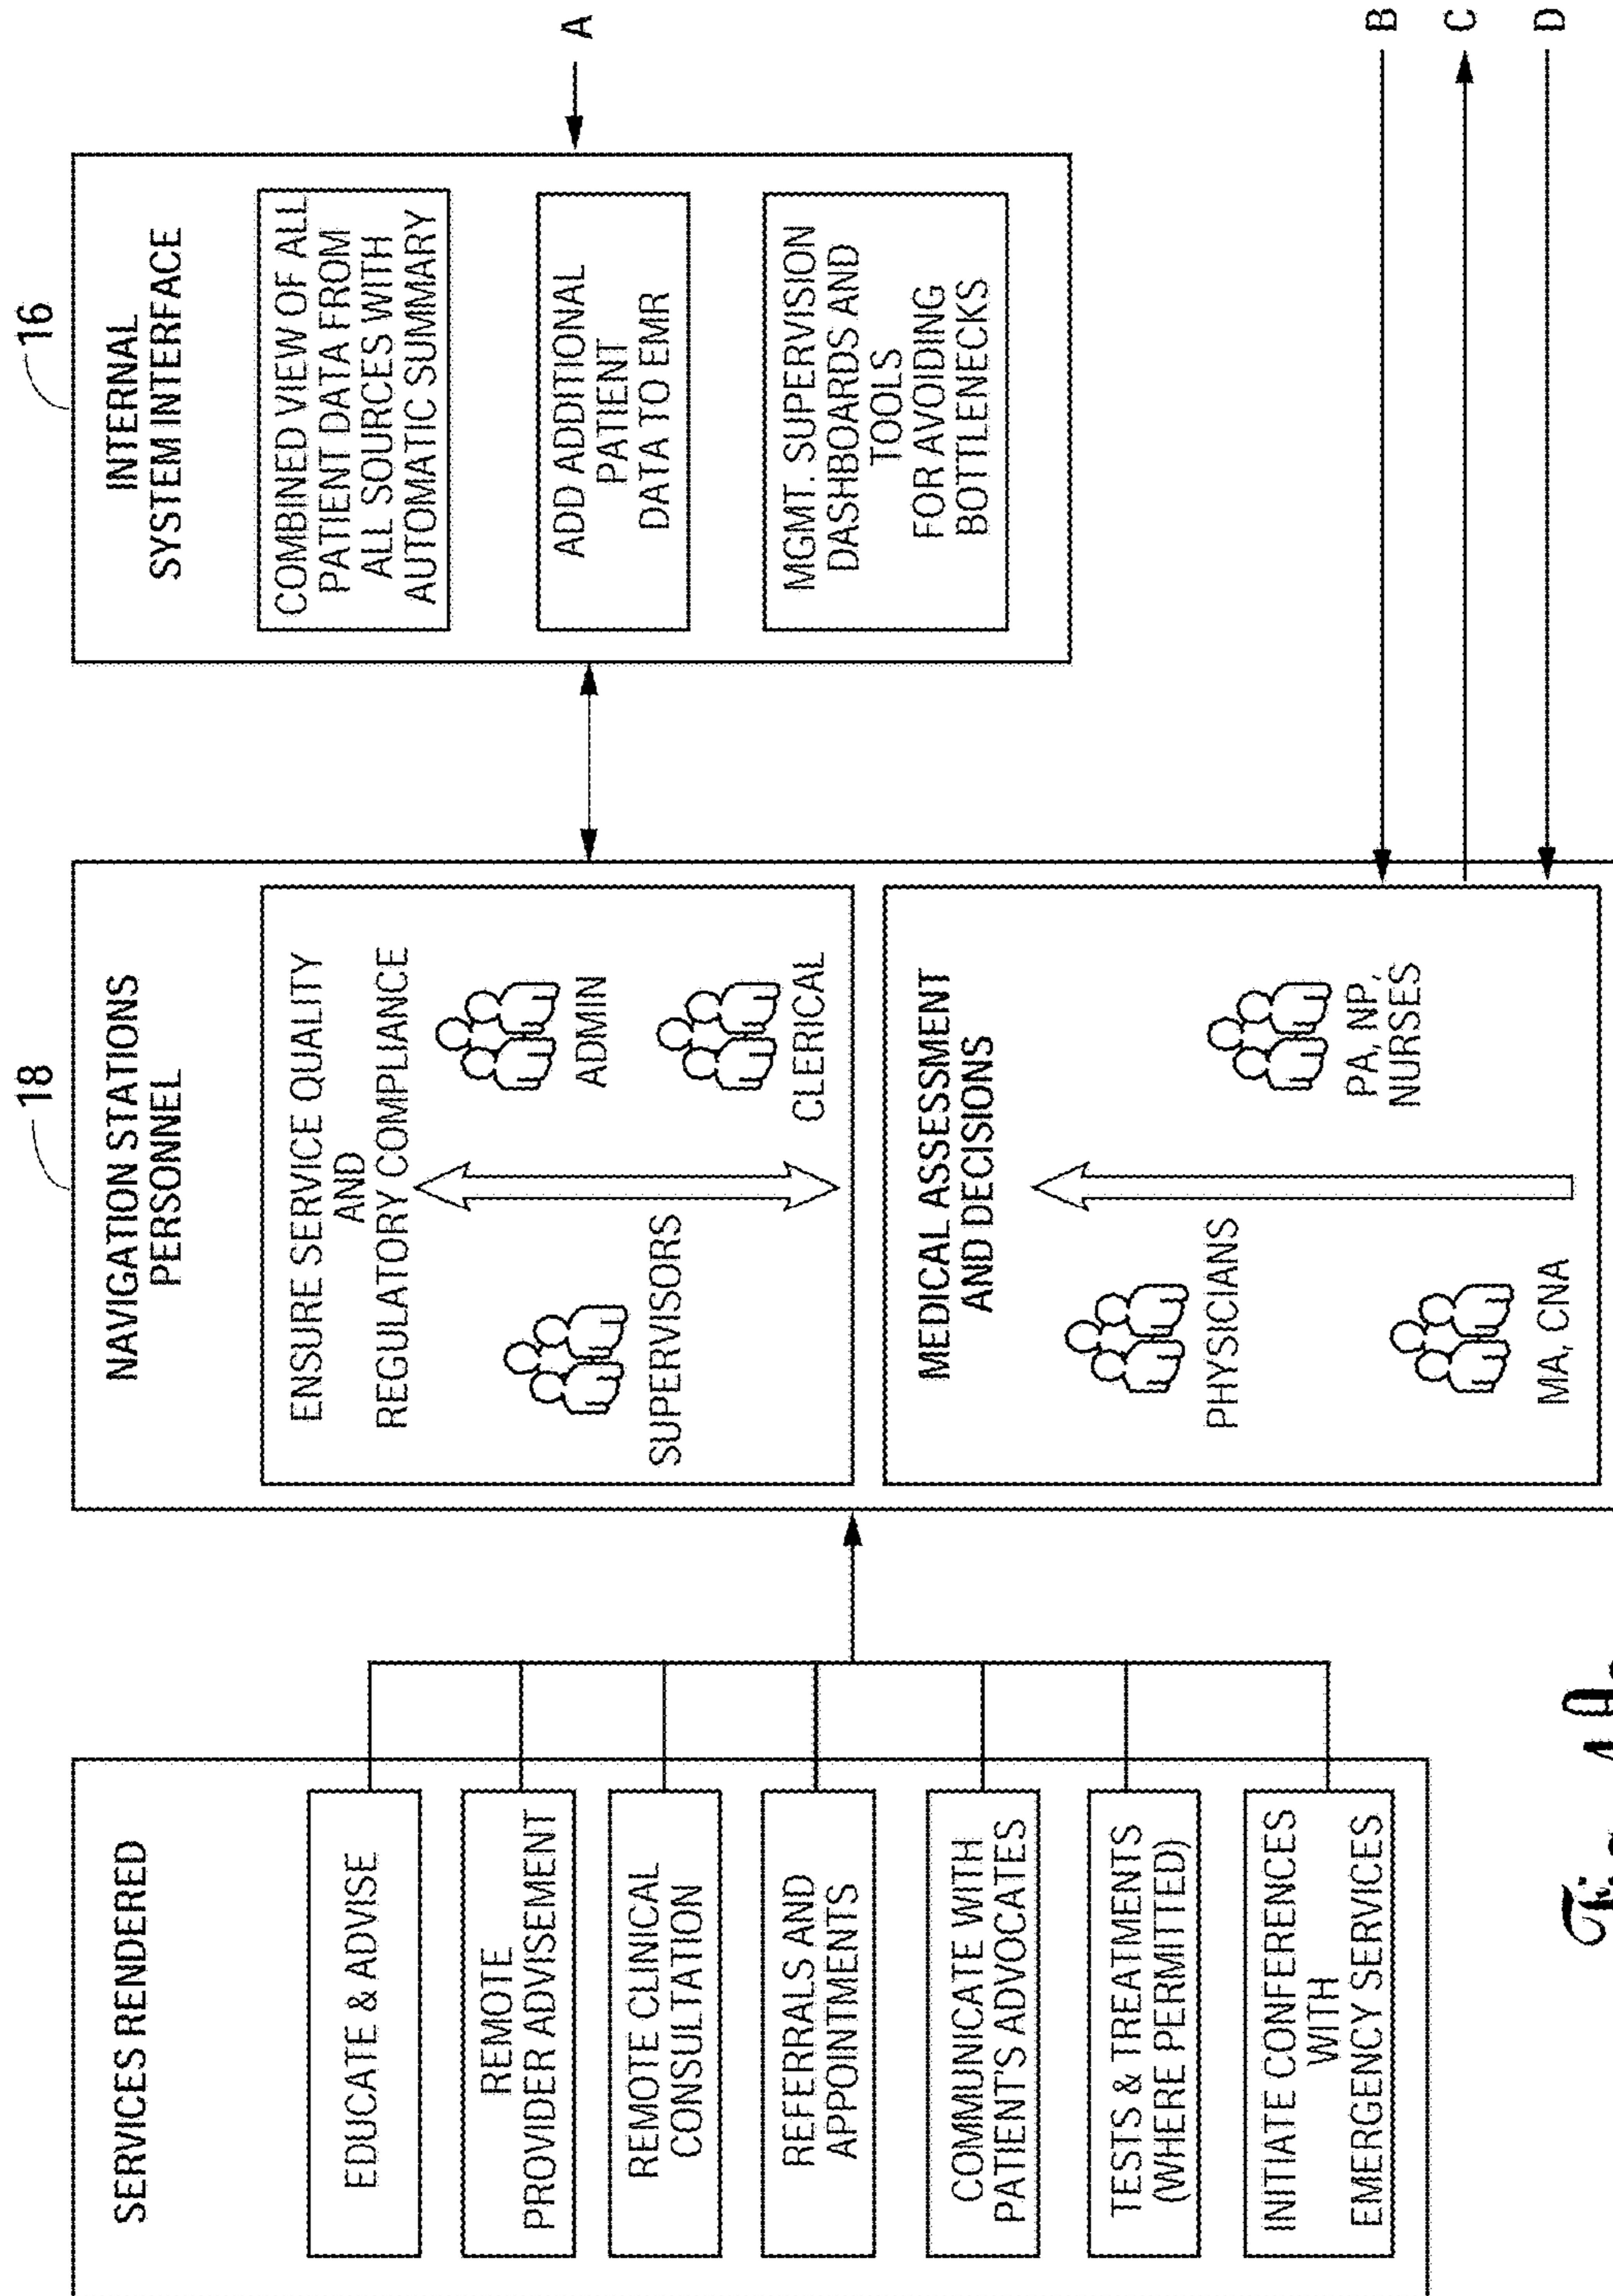 SERVICES RENDERED
EDUCATE & ADVISE
REMOTE
PROVIDER ADVISEMENT
REMOTE CLINICAL
CONSULTATION
REFERRALS AND
APPOINTMENTS
COMMUNICATE WITH
PATIENT'S ADVOCATES
TESTS & TREATMENTS
(WHERE PERMITTED)
INITIATE CONFERENCES
WITH
EMERGENCY SERVICES
18
NAVIGATION STATIONS
PERSONNEL
ENSURE SERVICE QUALITY
AND
REGULATORY COMPLIANCE
SUPERVISORS
ADMIN
CLERICAL
MEDICAL ASSESSMENT
AND DECISIONS
PHYSICIANS
MA, CNA
PA, NP,
NURSES
16
INTERNAL
SYSTEM INTERFACE
COMBINED VIEW OF ALL
PATIENT DATA FROM
ALL SOURCES WITH
AUTOMATIC SUMMARY
ADD ADDITIONAL
PATIENT
DATA TO EMR
MGMT. SUPERVISION
DASHBOARDS AND
TOOLS
FOR AVOIDING
BOTTLENECKS
A
B
C
D